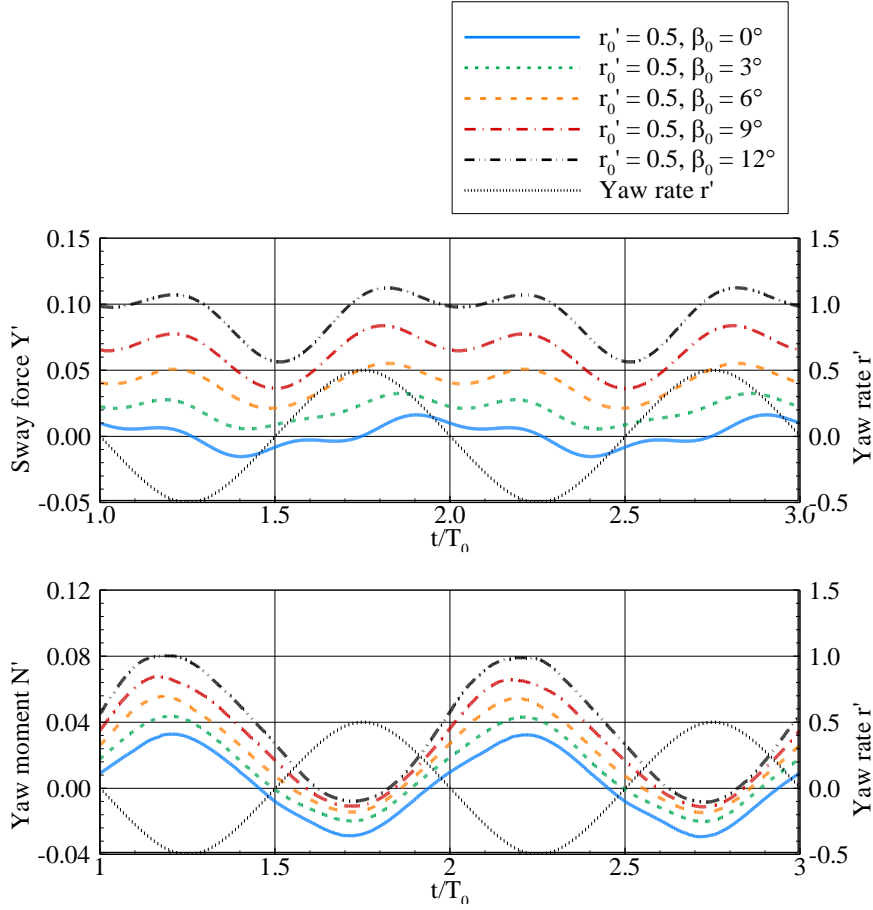 r₀' = 0.5, β₀ = 0°
r₀' = 0.5, β₀ = 3°
r₀' = 0.5, β₀ = 6°
r₀' = 0.5, β₀ = 9°
r₀' = 0.5, β₀ = 12°
Yaw rate r'
Sway force Y'
0.15
0.10
0.05
0.00
-0.05
1.5
1.0
0.5
0.0
-0.5
Yaw rate r'
1.0 1.5 2.0 2.5 3.0
t/T₀
Yaw moment N'
0.12
0.08
0.04
0.00
-0.04
1.5
1.0
0.5
0.0
-0.5
Yaw rate r'
1 1.5 2 2.5 3
t/T₀